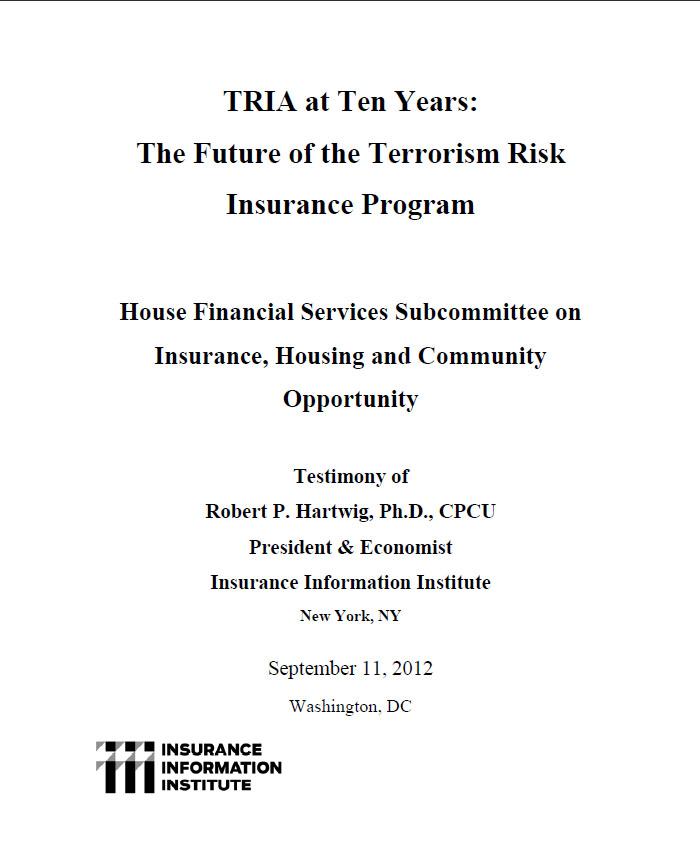 TRIA at Ten Years:
The Future of the Terrorism Risk
Insurance Program
House Financial Services Subcommittee on
Insurance, Housing and Community
Opportunity
Testimony of
Robert P. Hartwig, Ph.D., CPCU
President & Economist
Insurance Information Institute
New York, NY
September 11, 2012
Washington, DC
INSURANCE
INFORMATION
INSTITUTE